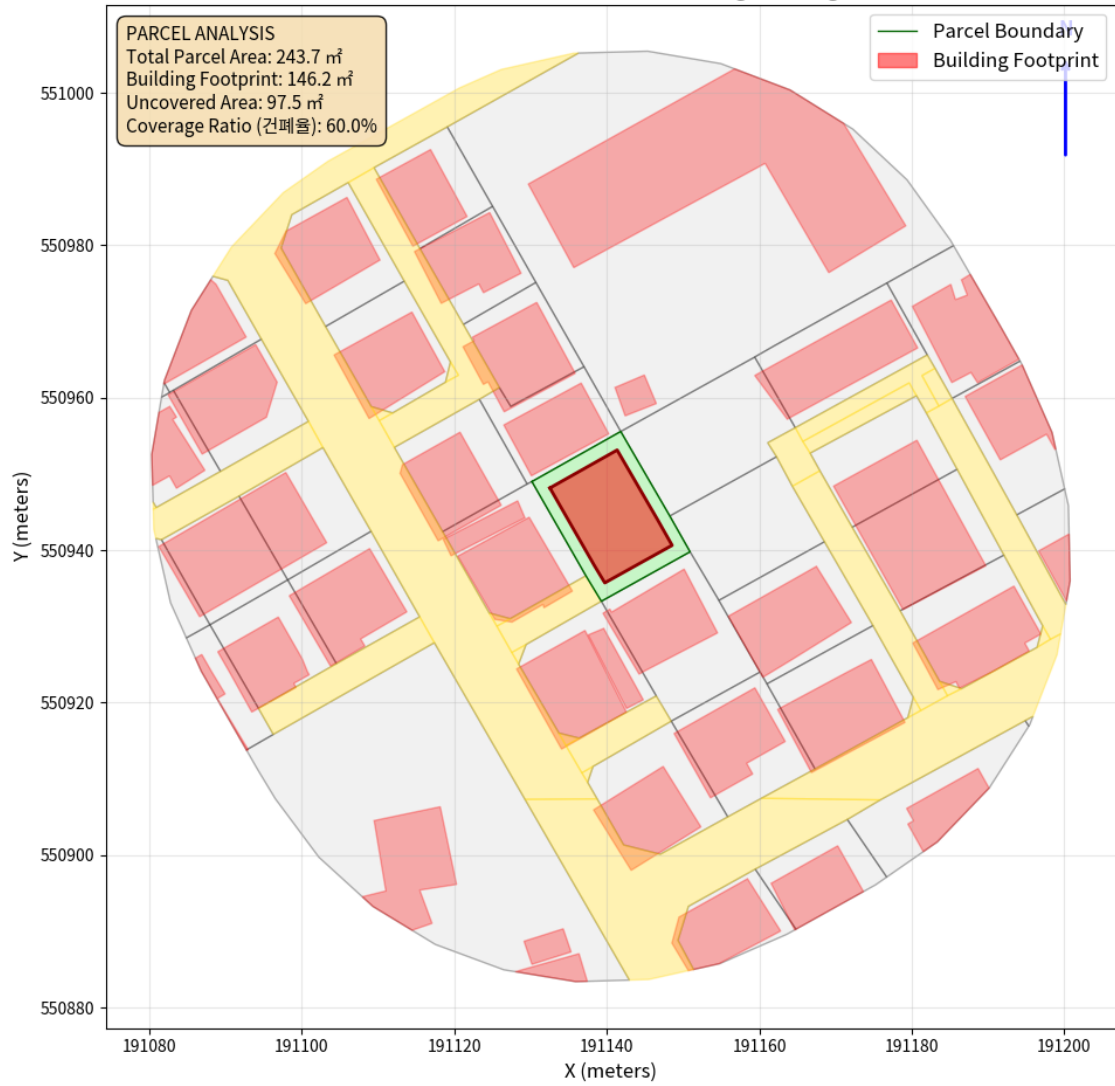 PARCEL ANALYSIS
Total Parcel Area: 243.7 ㎡
Building Footprint: 146.2 ㎡
Uncovered Area: 97.5 ㎡
Coverage Ratio (건폐율): 60.0%
Parcel Boundary
Building Footprint
N
551000
550980
550960
550940
550920
550900
550880
Y (meters)
191080
191100
191120
191140
191160
191180
191200
X (meters)